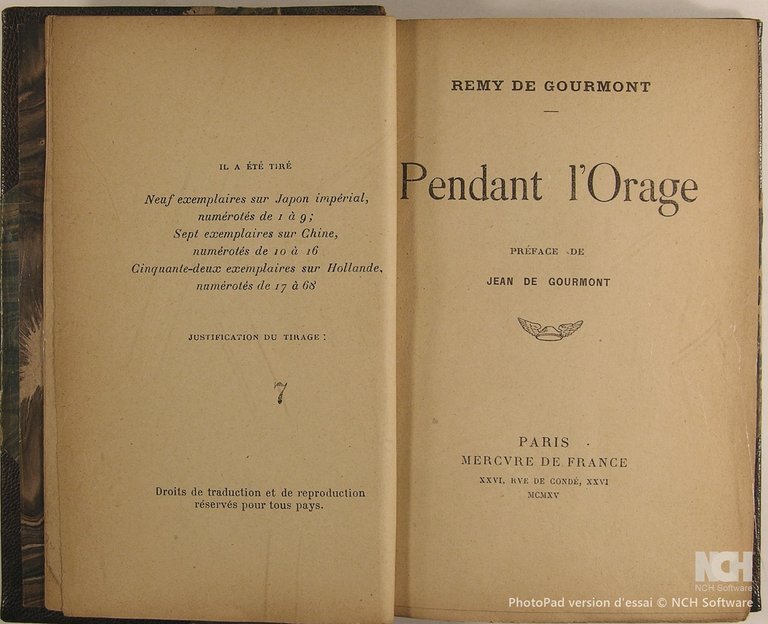 IL A ÉTÉ TIRÉ
Neuf exemplaires sur Japon impérial,
numérotés de 1 à 9;
Sept exemplaires sur Chine,
numérotés de 10 à 16
Cinquante-deux exemplaires sur Hollande,
numérotés de 17 à 68
JUSTIFICATION DU TIRAGE :
7
Droits de traduction et de reproduction
réservés pour tous pays.
REMY DE GOURMONT
Pendant l'Orage
PRÉFACE DE
JEAN DE GOURMONT
PARIS
MERCVRE DE FRANCE
XXVI, RVE DE CONDÉ, XXVI
MCMXV
NCH
NCH Software
PhotoPad version d'essai © NCH Software